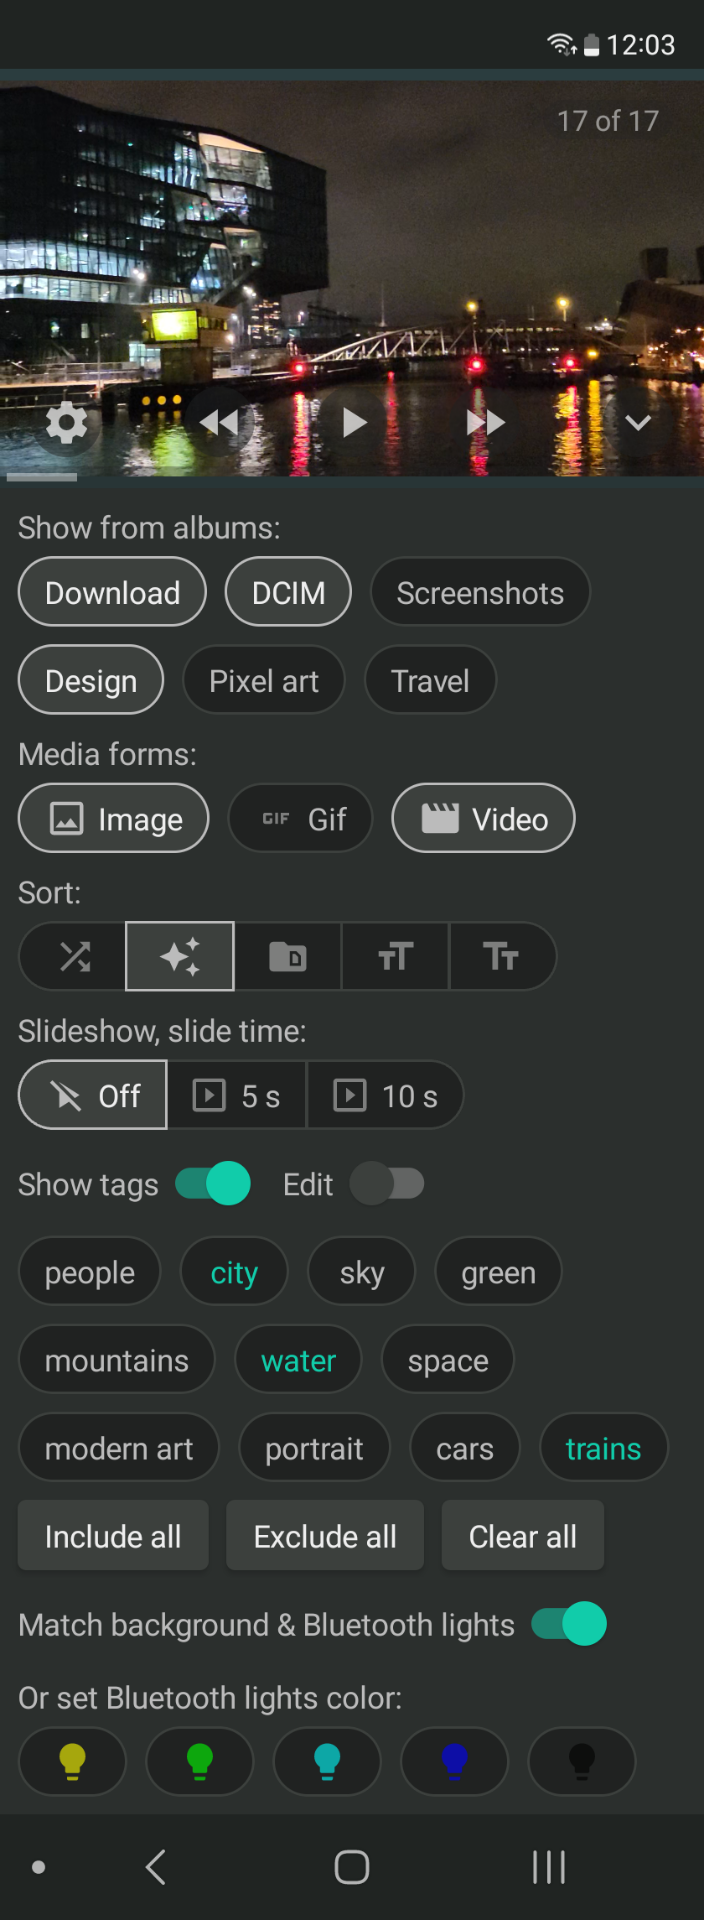 12:03
17 of 17
Show from albums:
Download DCIM Screenshots
Design Pixel art Travel
Media forms:
Image GIF Gif Video
Sort:
D TT TT
Slideshow, slide time:
Off 5 s 10 s
Show tags Edit
people city sky green
mountains water space
modern art portrait cars trains
Include all Exclude all Clear all
Match background & Bluetooth lights
Or set Bluetooth lights color: